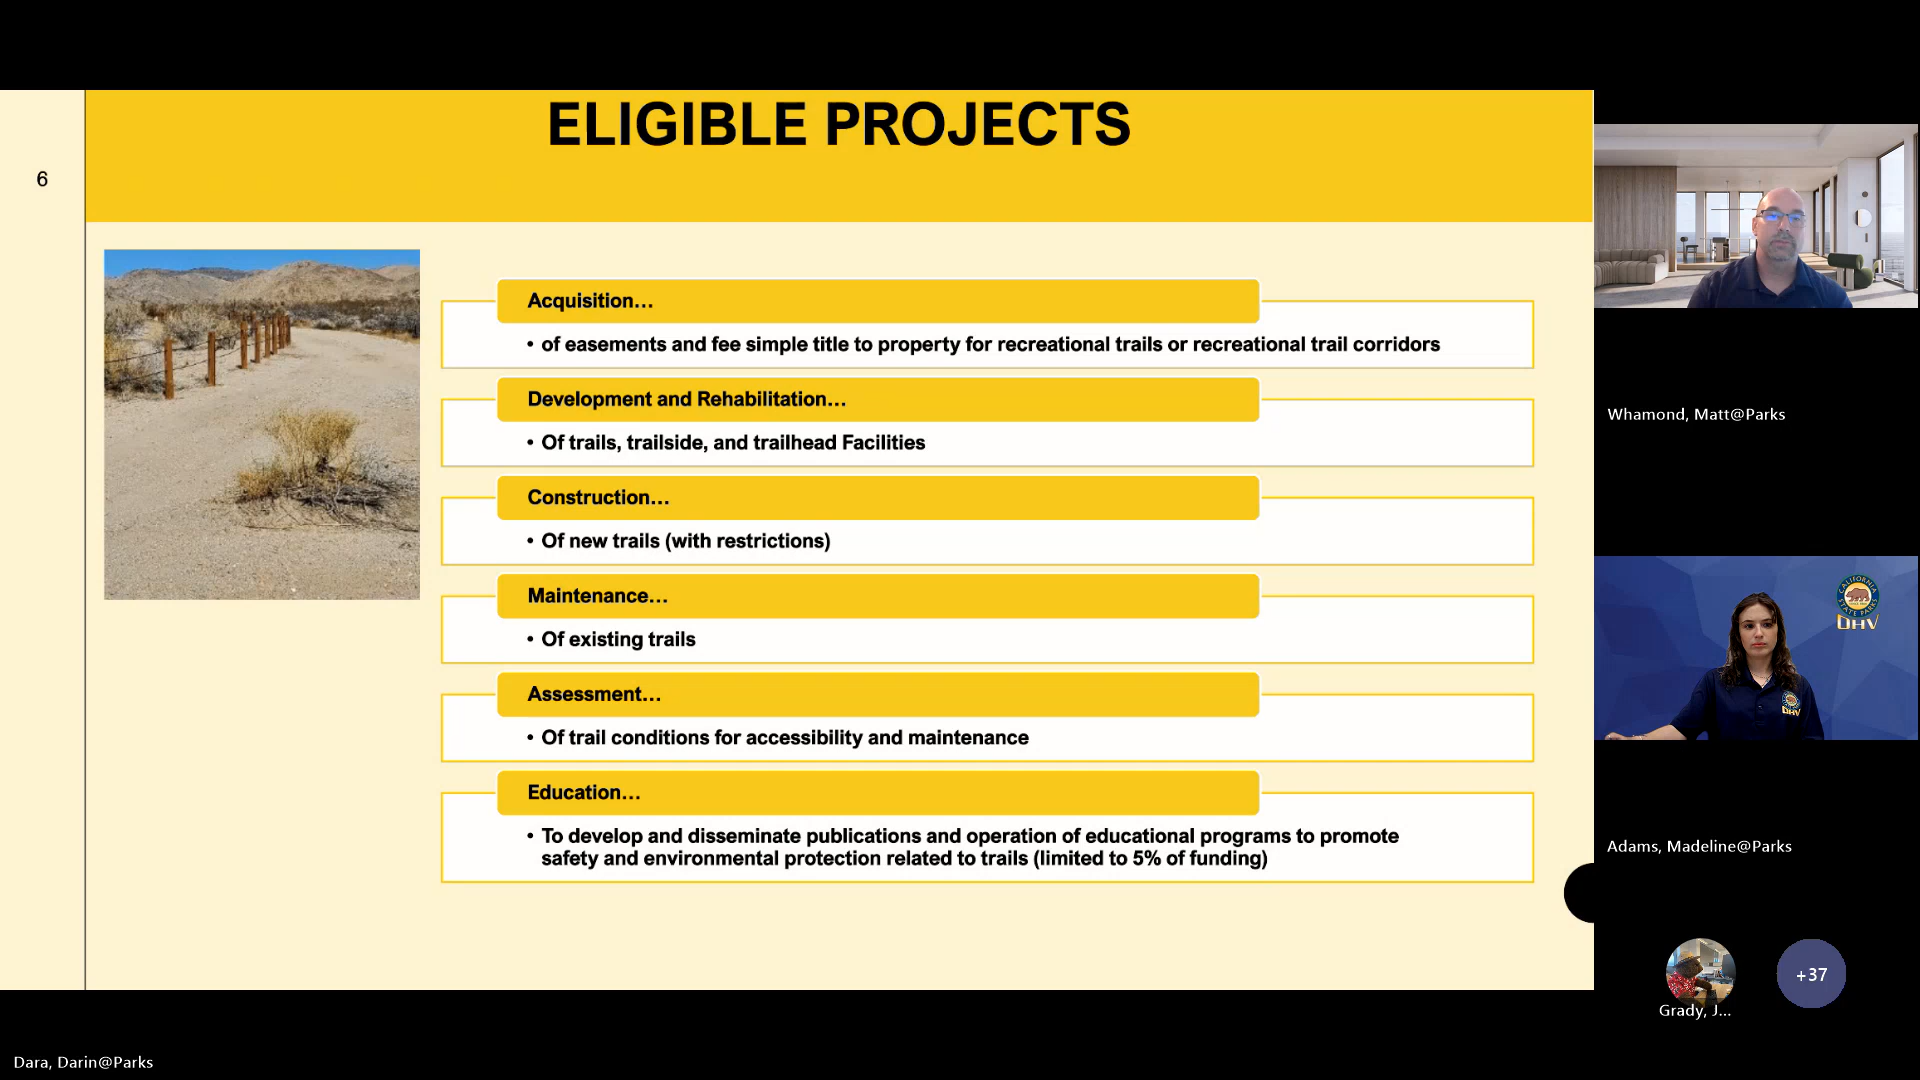 ELIGIBLE PROJECTS
6
Acquisition…
• of easements and fee simple title to property for recreational trails or recreational trail corridors
Development and Rehabilitation…
• Of trails, trailside, and trailhead Facilities
Construction…
• Of new trails (with restrictions)
Maintenance…
• Of existing trails
Assessment…
• Of trail conditions for accessibility and maintenance
Education…
• To develop and disseminate publications and operation of educational programs to promote
safety and environmental protection related to trails (limited to 5% of funding)
Whamond, Matt@Parks
CALIFORNIA
STATE PARKS
OHV
OHV
Adams, Madeline@Parks
+37
Grady, J...
Dara, Darin@Parks